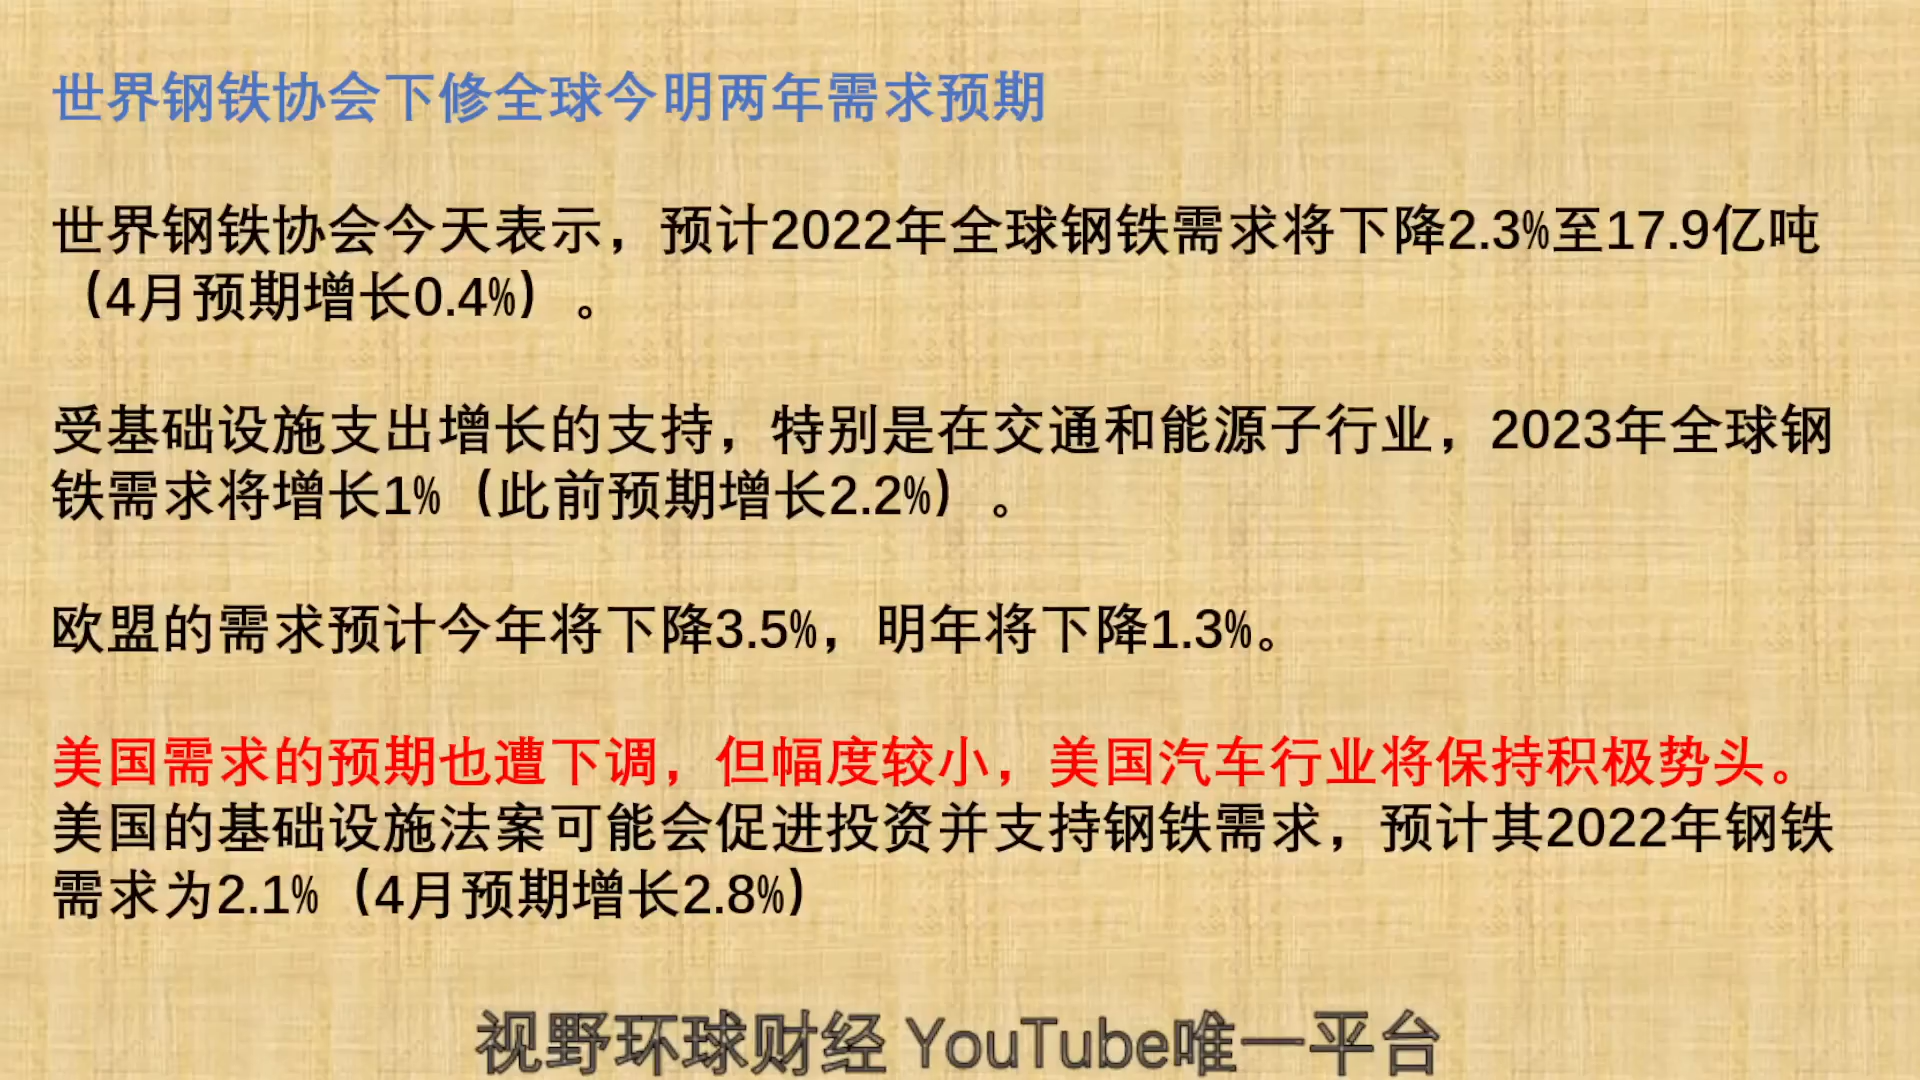 世界钢铁协会下修全球今明两年需求预期
世界钢铁协会今天表示，预计2022年全球钢铁需求将下降2.3%至17.9亿吨
（4月预期增长0.4%）。
受基础设施支出增长的支持，特别是在交通和能源子行业，2023年全球钢
铁需求将增长1%（此前预期增长2.2%）。
欧盟的需求预计今年将下降3.5%，明年将下降1.3%。
美国需求的预期也遭下调，但幅度较小，美国汽车行业将保持积极势头。
美国的基础设施法案可能会促进投资并支持钢铁需求，预计其2022年钢铁
需求为2.1%（4月预期增长2.8%）
视野环球财经 YouTube唯一平台